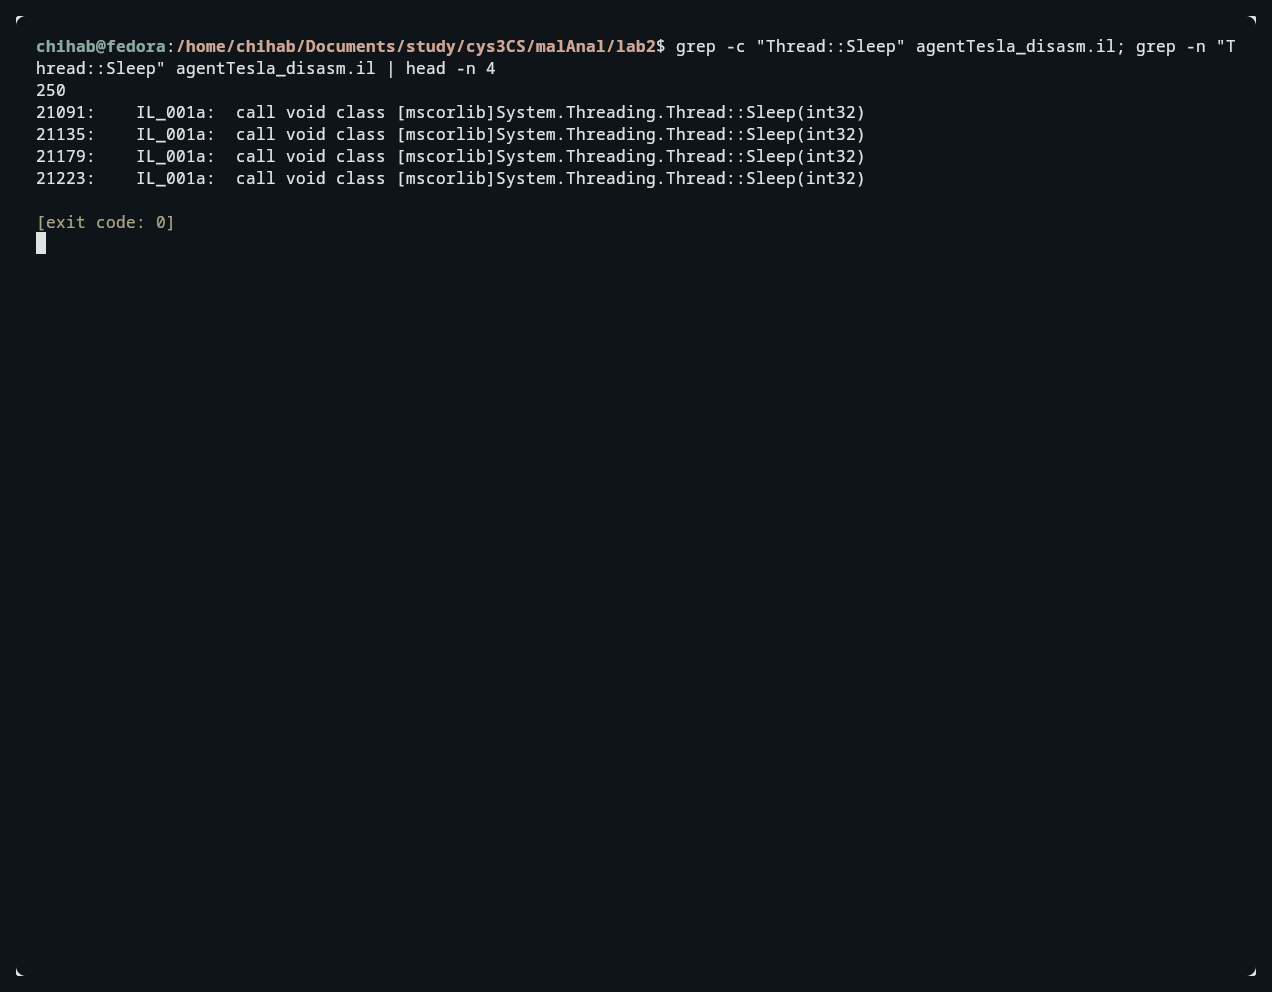 chihab@fedora:/home/chihab/Documents/study/cys3CS/malAnal/lab2$ grep -c "Thread::Sleep" agentTesla_disasm.il; grep -n "T
hread::Sleep" agentTesla_disasm.il | head -n 4
250
21091:    IL_001a:  call void class [mscorlib]System.Threading.Thread::Sleep(int32)
21135:    IL_001a:  call void class [mscorlib]System.Threading.Thread::Sleep(int32)
21179:    IL_001a:  call void class [mscorlib]System.Threading.Thread::Sleep(int32)
21223:    IL_001a:  call void class [mscorlib]System.Threading.Thread::Sleep(int32)
[exit code: 0]